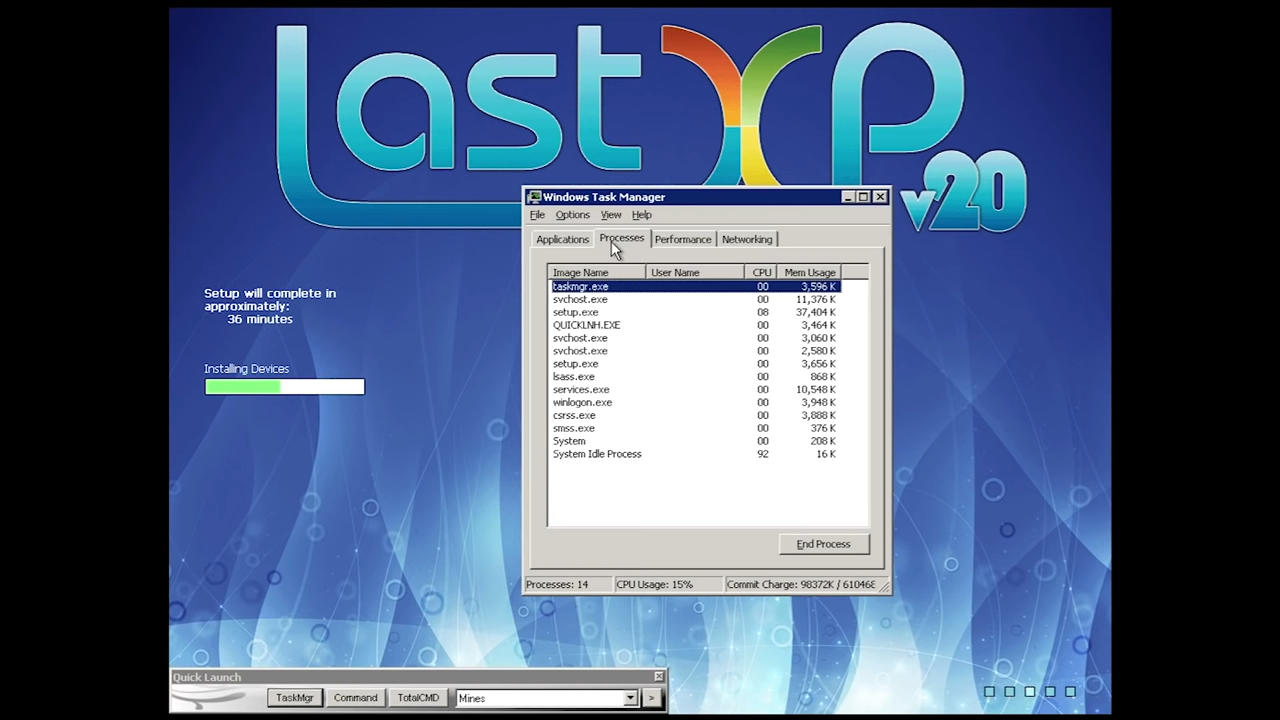 Last XP
v20
Windows Task Manager
File Options View Help
Applications Processes Performance Networking
Image Name User Name CPU Mem Usage
taskmgr.exe 00 3,596 K
svchost.exe 00 11,376 K
setup.exe 08 37,404 K
QUICKLNH.EXE 00 3,464 K
svchost.exe 00 3,060 K
svchost.exe 00 2,580 K
setup.exe 00 3,656 K
lsass.exe 00 868 K
services.exe 00 10,548 K
winlogon.exe 00 3,948 K
csrss.exe 00 3,888 K
smss.exe 00 376 K
System 00 208 K
System Idle Process 92 16 K
End Process
Processes: 14 CPU Usage: 15% Commit Charge: 98372K / 61046
Setup will complete in
approximately:
36 minutes
Installing Devices
Quick Launch
TaskMgr Command TotalCMD Mines >